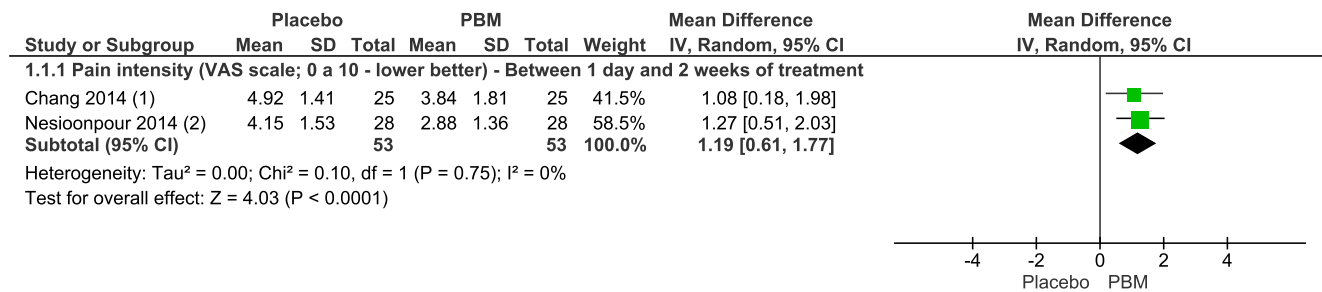 Placebo PBM Mean Difference Mean Difference
Study or Subgroup Mean SD Total Mean SD Total Weight IV, Random, 95% CI IV, Random, 95% CI
1.1.1 Pain intensity (VAS scale; 0 a 10 - lower better) - Between 1 day and 2 weeks of treatment
Chang 2014 (1) 4.92 1.41 25 3.84 1.81 25 41.5% 1.08 [0.18, 1.98]
Nesioonpour 2014 (2) 4.15 1.53 28 2.88 1.36 28 58.5% 1.27 [0.51, 2.03]
Subtotal (95% CI) 53 53 100.0% 1.19 [0.61, 1.77]
Heterogeneity: Tau² = 0.00; Chi² = 0.10, df = 1 (P = 0.75); I² = 0%
Test for overall effect: Z = 4.03 (P < 0.0001)
-4 -2 0 2 4
Placebo PBM